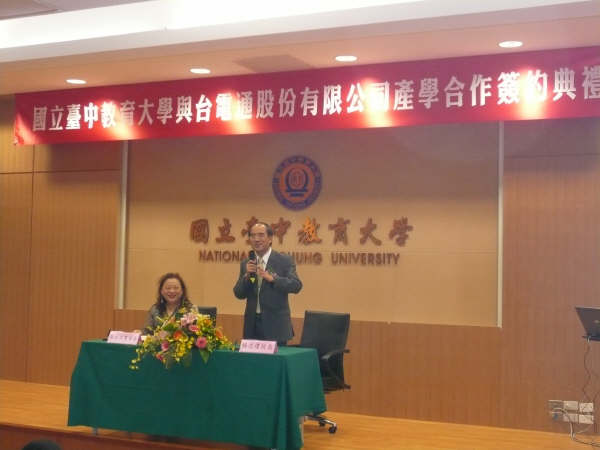 國立臺中教育大學與台電通股份有限公司產學合作簽約典禮
國立臺中教育大學
NATIONAL TAICHUNG UNIVERSITY